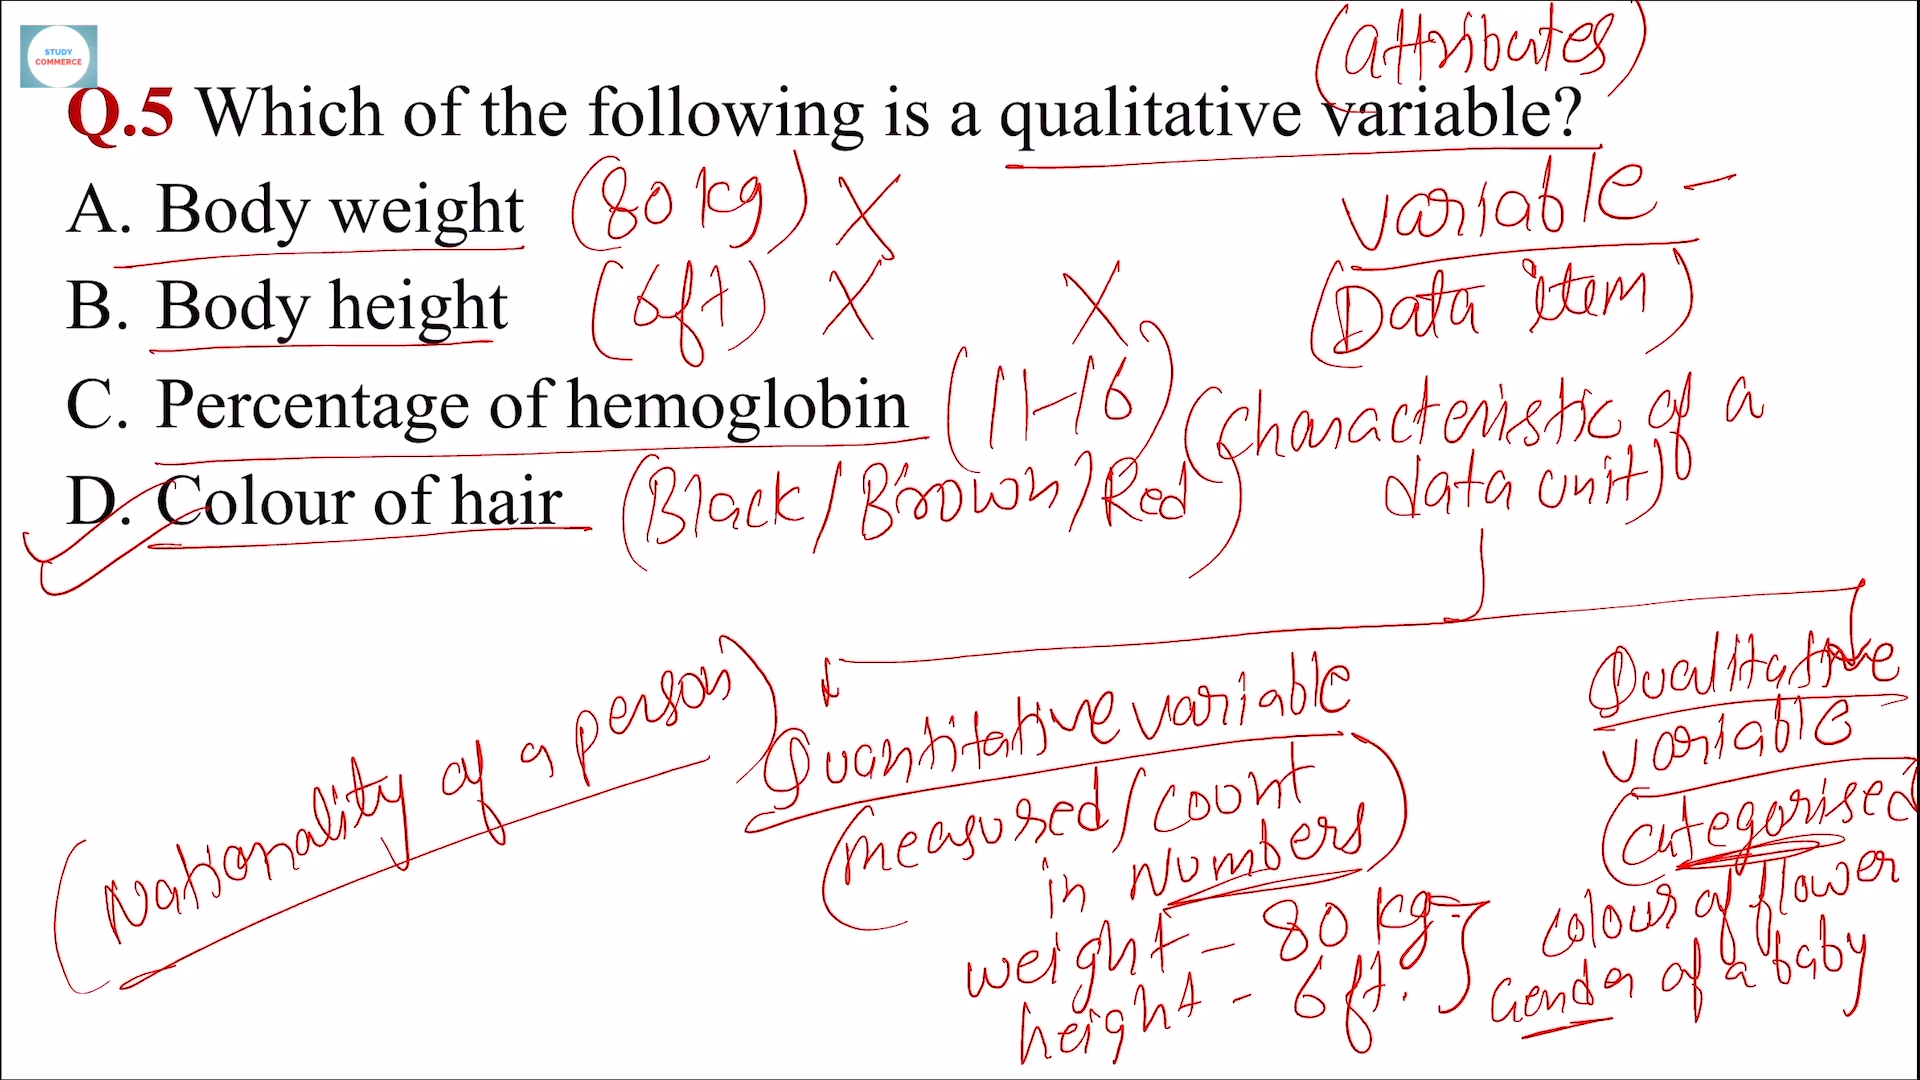 STUDY
COMMERCE
(attributes)
Q.5 Which of the following is a qualitative variable?
A. Body weight (80 kg) X
B. Body height (6ft) X
X
C. Percentage of hemoglobin (11-16)
D. Colour of hair (Black/Brown/Red)
variable -
(Data item)
(characteristic of a
data unit)
Quantitative variable
(measured/count
in Numbers)
weight - 80 kg
height - 6 ft.
Qualitative
variable
(categorised
colour of flower
Gender of a baby
(Nationality of a person)